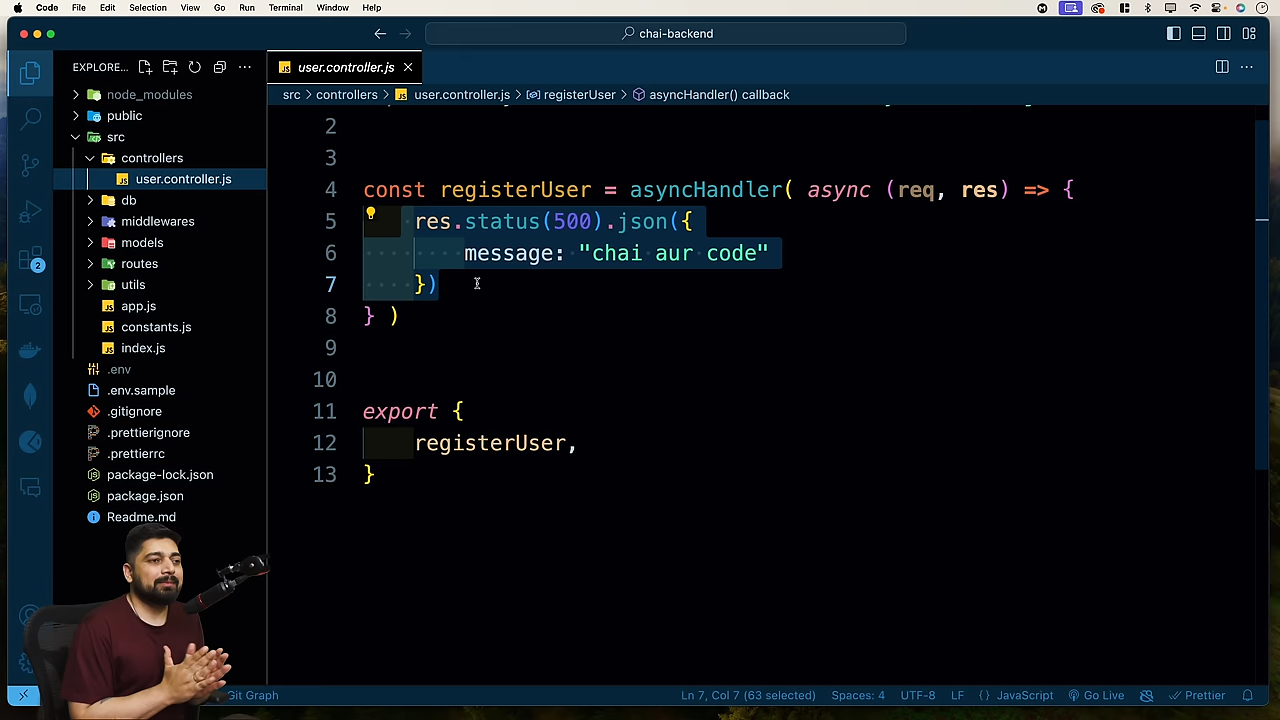 Code File Edit Selection View Go Run Terminal Window Help
chai-backend
EXPLORE... 
user.controller.js
src > controllers > user.controller.js > registerUser > asyncHandler() callback
node_modules
public
src
controllers
user.controller.js
db
middlewares
models
routes
utils
app.js
constants.js
index.js
.env
.env.sample
.gitignore
.prettierignore
.prettierrc
package-lock.json
package.json
Readme.md
2
2
3
4 const registerUser = asyncHandler( async (req, res) => {
5 res.status(500).json({
6 message: "chai aur code"
7 })
8 } )
9
10
11 export {
12 registerUser,
13 }
Git Graph
Ln 7, Col 7 (63 selected) Spaces: 4 UTF-8 LF {} JavaScript Go Live Prettier